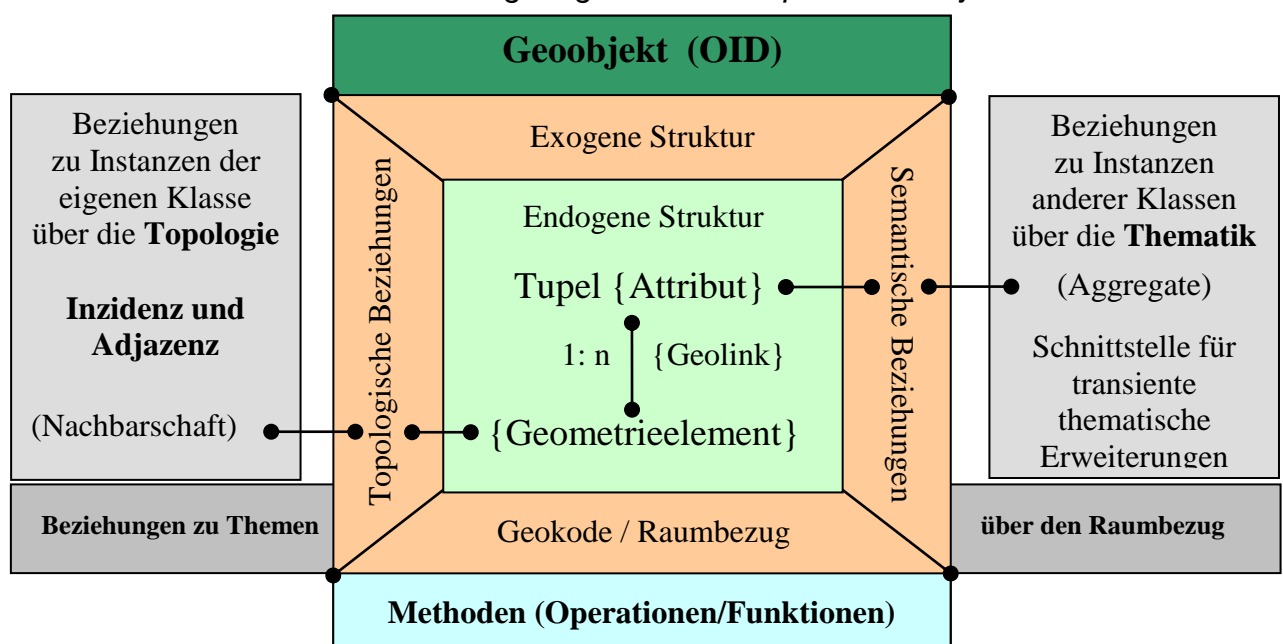 Geoobjekt (OID)
Beziehungen
zu Instanzen der
eigenen Klasse
über die Topologie
Inzidenz und
Adjazenz
(Nachbarschaft)
Topologische Beziehungen
Exogene Struktur
Endogene Struktur
Tupel {Attribut}
1: n {Geolink}
{Geometrieelement}
Semantische Beziehungen
Beziehungen
zu Instanzen
anderer Klassen
über die Thematik
(Aggregate)
Schnittstelle für
transiente
thematische
Erweiterungen
Beziehungen zu Themen
Geokode / Raumbezug
über den Raumbezug
Methoden (Operationen/Funktionen)